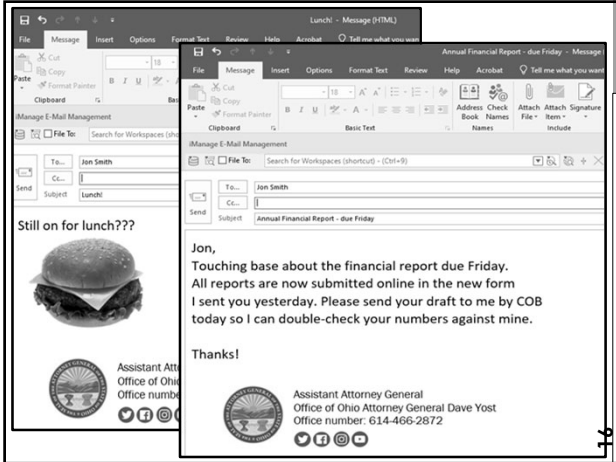 Lunch! - Message (HTML)
File Message Insert Options Format Text Review Help Acrobat Tell me what you wan
Cut
Copy
Paste
Format Painter
18
B I U
Clipboard
Bas
iManage E-Mail Management
File To: Search for Workspaces (sho
To... Jon Smith
Cc...
Send
Subject Lunch!
Still on for lunch???
Assistant Atto
Office of Ohio
Office numbe
Annual Financial Report - due Friday - Message
File Message Insert Options Format Text Review Help Acrobat Tell me what you want
Cut
Copy
Paste
Format Painter
18 A A
B I U A
Address Book
Check Names
Attach File
Attach Item
Signature
Clipboard Basic Text Names Include
iManage E-Mail Management
File To: Search for Workspaces (shortcut) - (Ctrl+9)
To... Jon Smith
Cc...
Send
Subject Annual Financial Report - due Friday
Jon,
Touching base about the financial report due Friday.
All reports are now submitted online in the new form
I sent you yesterday. Please send your draft to me by COB
today so I can double-check your numbers against mine.
Thanks!
Assistant Attorney General
Office of Ohio Attorney General Dave Yost
Office number: 614-466-2872
16